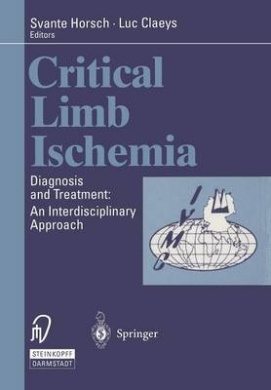 Svante Horsch · Luc Claeys
Editors
Critical
Limb
Ischemia
Diagnosis
and Treatment:
An Interdisciplinary
Approach
I V M C
STEINKOPFF
DARMSTADT
Springer